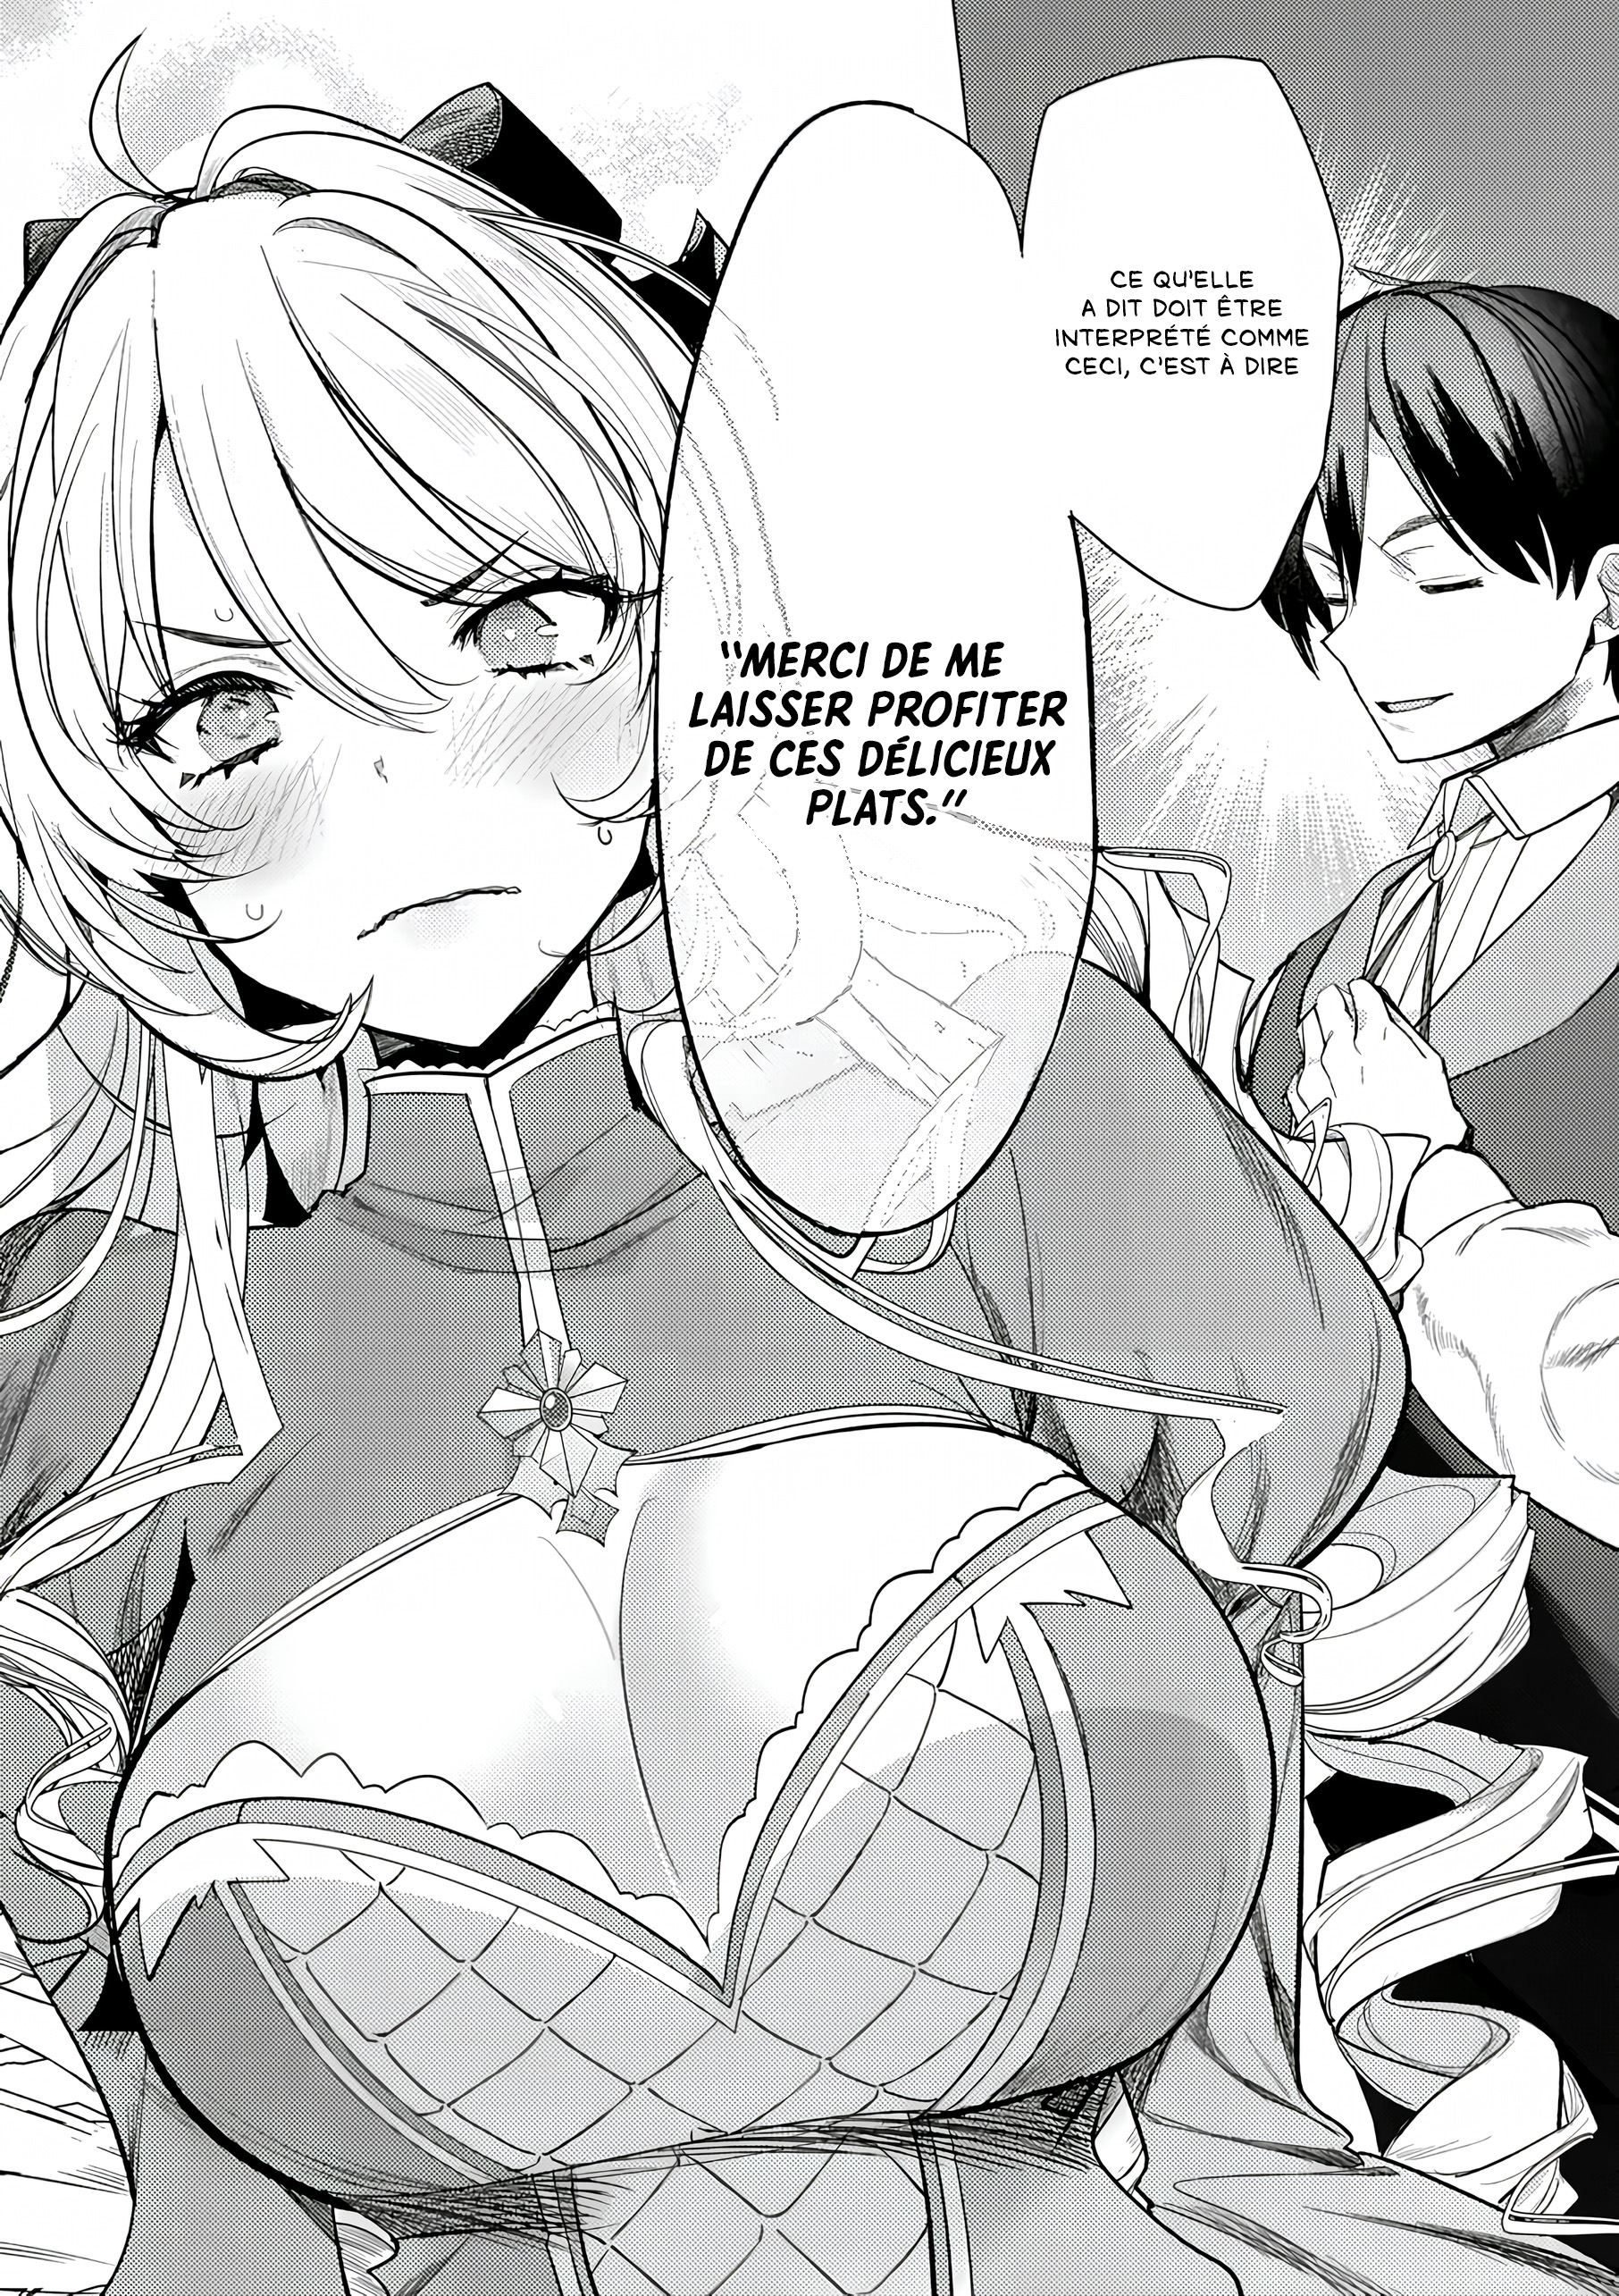 CE QU'ELLE
A DIT DOIT ÊTRE
INTERPRÉTÉ COMME
CECI, C'EST À DIRE
"MERCI DE ME
LAISSER PROFITER
DE CES DÉLICIEUX
PLATS."